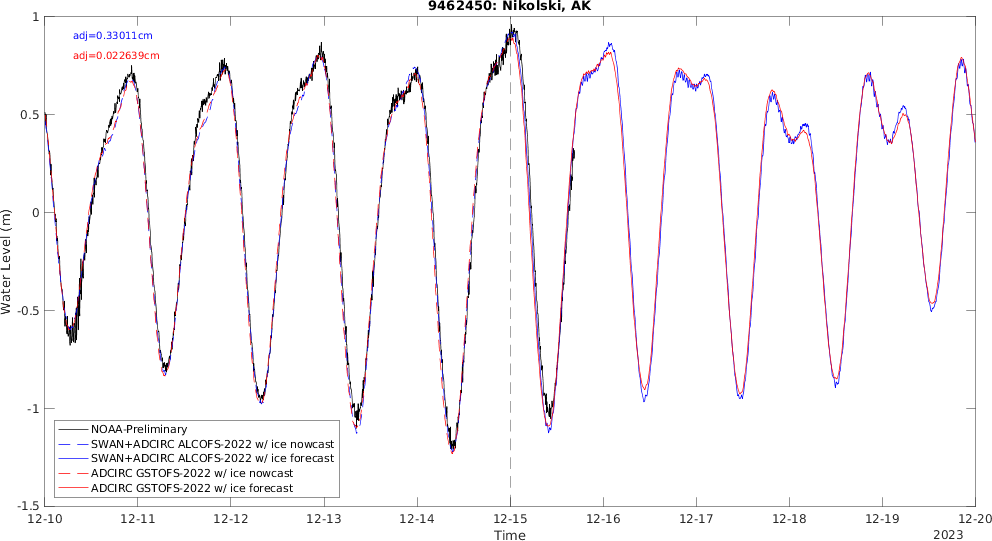 9462450: Nikolski, AK
adj=0.33011cm
adj=0.022639cm
Water Level (m)
1
0.5
0
-0.5
-1
-1.5
NOAA-Preliminary
SWAN+ADCIRC ALCOFS-2022 w/ ice nowcast
SWAN+ADCIRC ALCOFS-2022 w/ ice forecast
ADCIRC GSTOFS-2022 w/ ice nowcast
ADCIRC GSTOFS-2022 w/ ice forecast
12-10 12-11 12-12 12-13 12-14 12-15 12-16 12-17 12-18 12-19 12-20
Time
2023